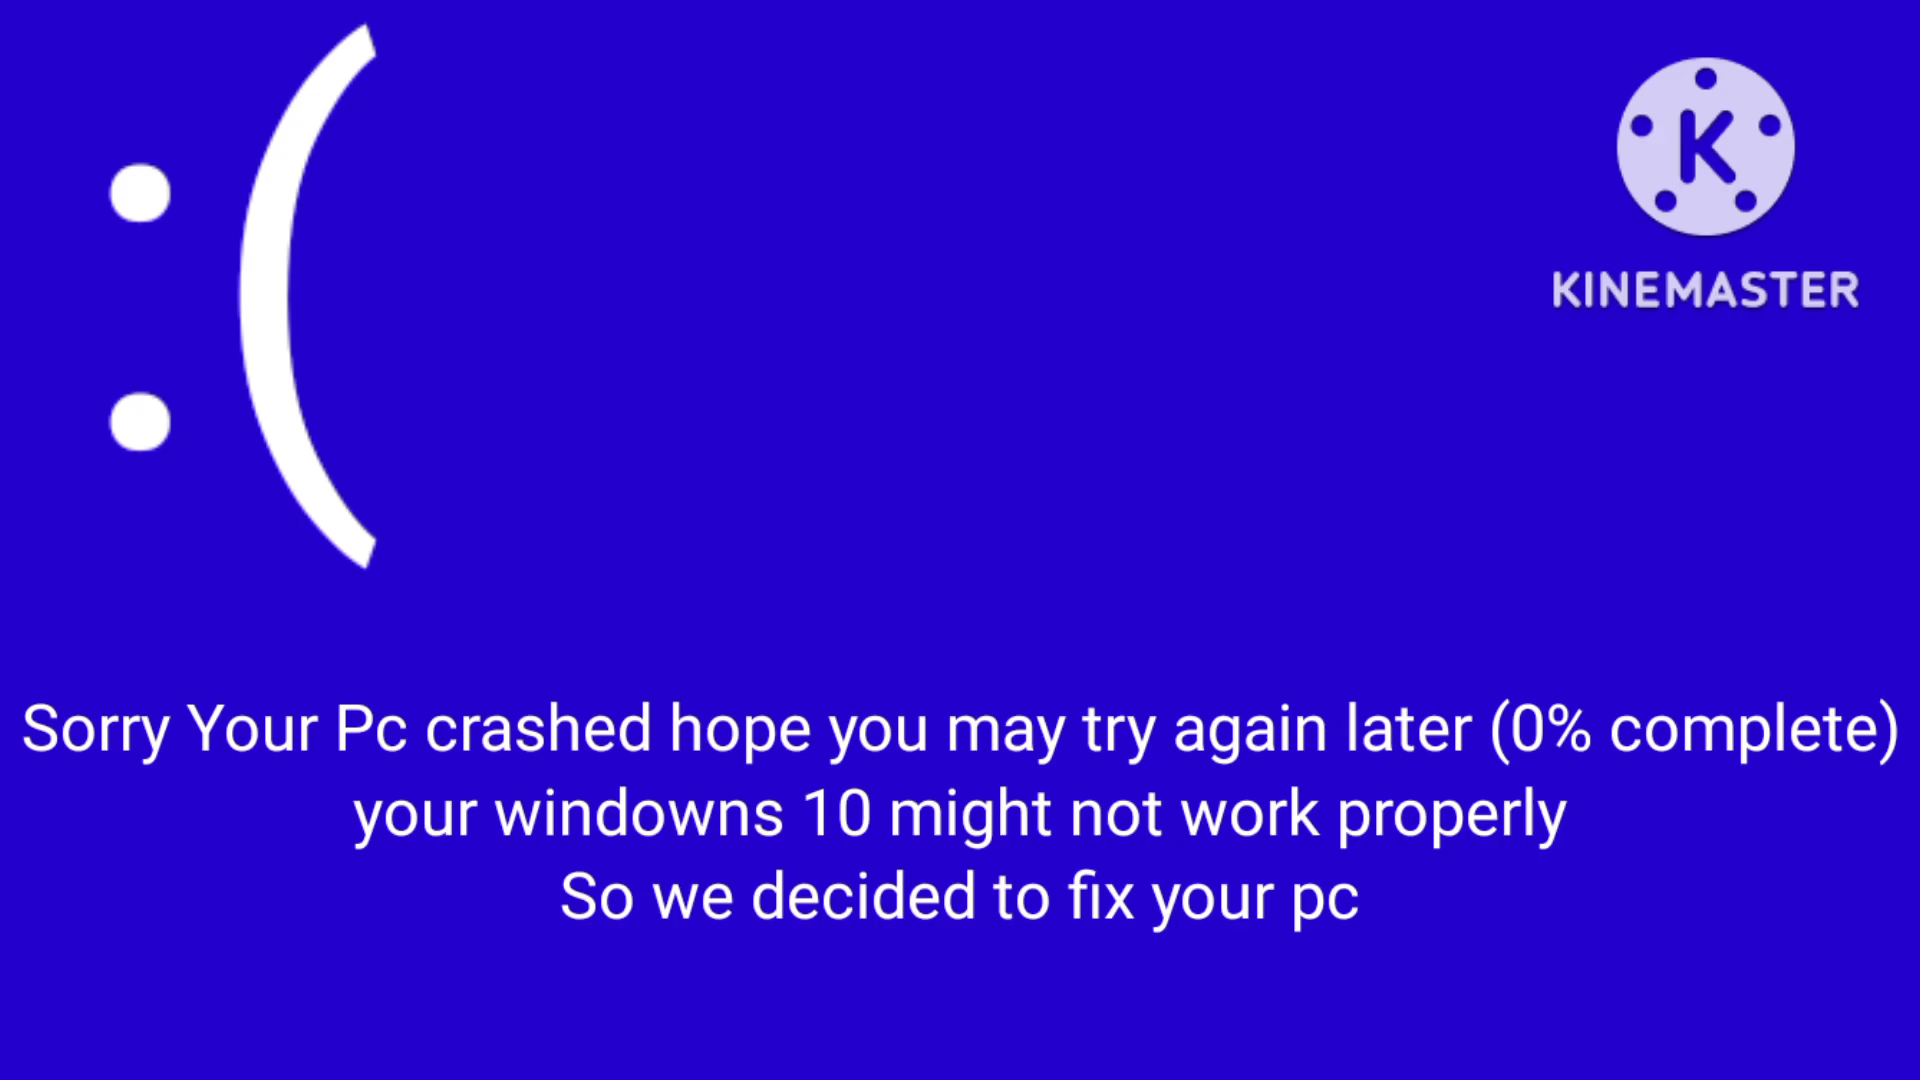 :(
K
KINEMASTER
Sorry Your Pc crashed hope you may try again later (0% complete)
your windowns 10 might not work properly
So we decided to fix your pc